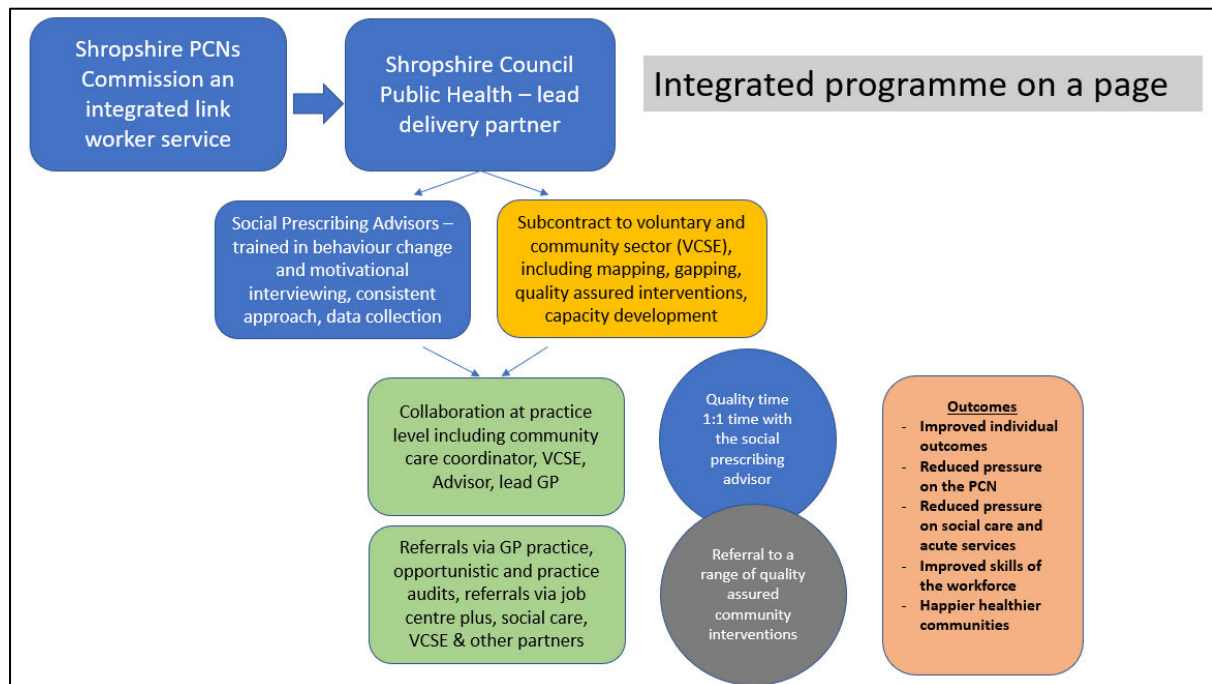 Shropshire PCNs
Commission an
integrated link
worker service
Shropshire Council
Public Health – lead
delivery partner
Integrated programme on a page
Social Prescribing Advisors –
trained in behaviour change
and motivational
interviewing, consistent
approach, data collection
Subcontract to voluntary and
community sector (VCSE),
including mapping, gapping,
quality assured interventions,
capacity development
Collaboration at practice
level including community
care coordinator, VCSE,
Advisor, lead GP
Quality time
1:1 time with
the social
prescribing
advisor
Outcomes
- Improved individual
outcomes
- Reduced pressure
on the PCN
- Reduced pressure
on social care and
acute services
- Improved skills of
the workforce
- Happier healthier
communities
Referrals via GP practice,
opportunistic and practice
audits, referrals via job
centre plus, social care,
VCSE & other partners
Referral to a
range of quality
assured
community
interventions